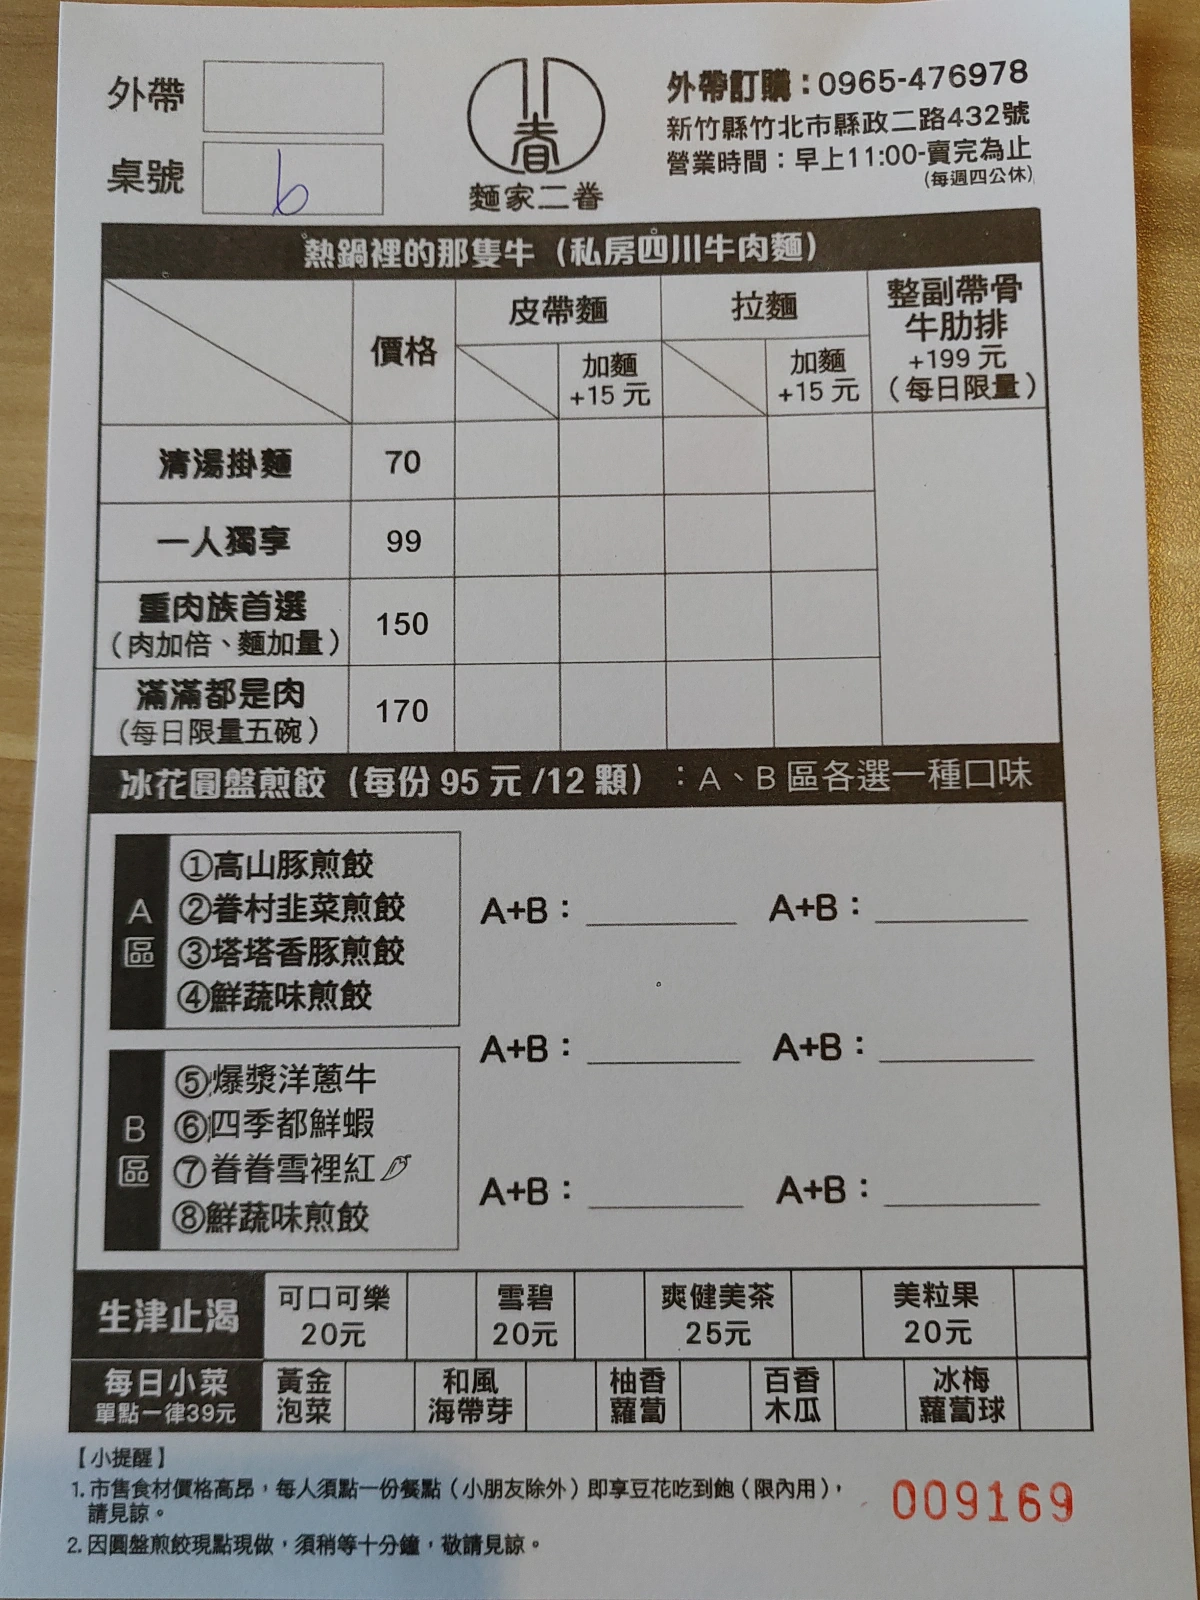 外帶
桌號 6
麵家二眷
外帶訂購：0965-476978
新竹縣竹北市縣政二路432號
營業時間：早上11:00-賣完為止
(每週四公休)
熱鍋裡的那隻牛（私房四川牛肉麵）
價格 皮帶麵 拉麵 整副帶骨牛肋排 +199 元（每日限量）
加麵 +15 元 加麵 +15 元
清湯掛麵 70
一人獨享 99
重肉族首選（肉加倍、麵加量） 150
滿滿都是肉（每日限量五碗） 170
冰花圓盤煎餃（每份 95 元 /12 顆）：A、B 區各選一種口味
A區
①高山豚煎餃
②眷村韭菜煎餃
③塔塔香豚煎餃
④鮮蔬味煎餃
B區
⑤爆漿洋蔥牛
⑥四季都鮮蝦
⑦眷眷雪裡紅
⑧鮮蔬味煎餃
A+B：＿＿＿ A+B：＿＿＿
A+B：＿＿＿ A+B：＿＿＿
A+B：＿＿＿ A+B：＿＿＿
生津止渴 可口可樂 20元 雪碧 20元 爽健美茶 25元 美粒果 20元
每日小菜 單點一律39元 黃金泡菜 和風海帶芽 柚香蘿蔔 百香木瓜 冰梅蘿蔔球
【小提醒】
1. 市售食材價格高昂，每人須點一份餐點（小朋友除外）即享豆花吃到飽（限內用），
請見諒。
2. 因圓盤煎餃現點現做，須稍等十分鐘，敬請見諒。
009169